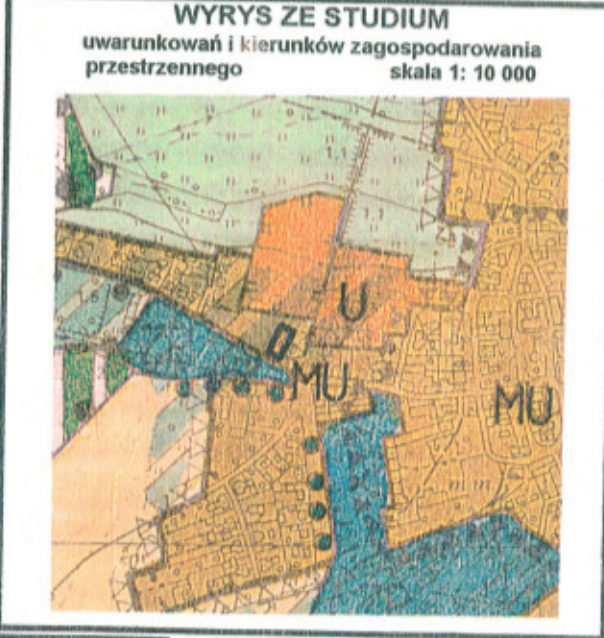 WYRYS ZE STUDIUM
uwarunkowań i kierunków zagospodarowania
przestrzennego skala 1: 10 000
U
MU
MU